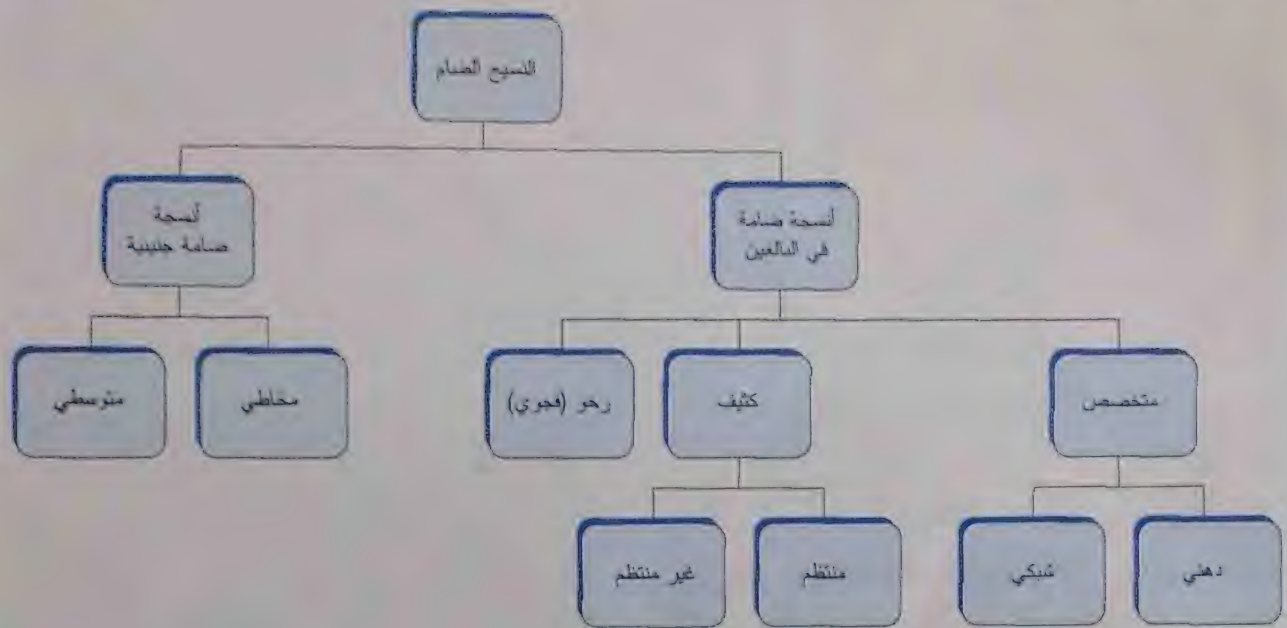 النسيج الضام
أنسجة ضامة
في البالغين
أنسجة
ضامة جنينية
متخصص
كثيف
رخو (فجوي)
مخاطي
متوسطي
دهني
شبكي
منتظم
غير منتظم